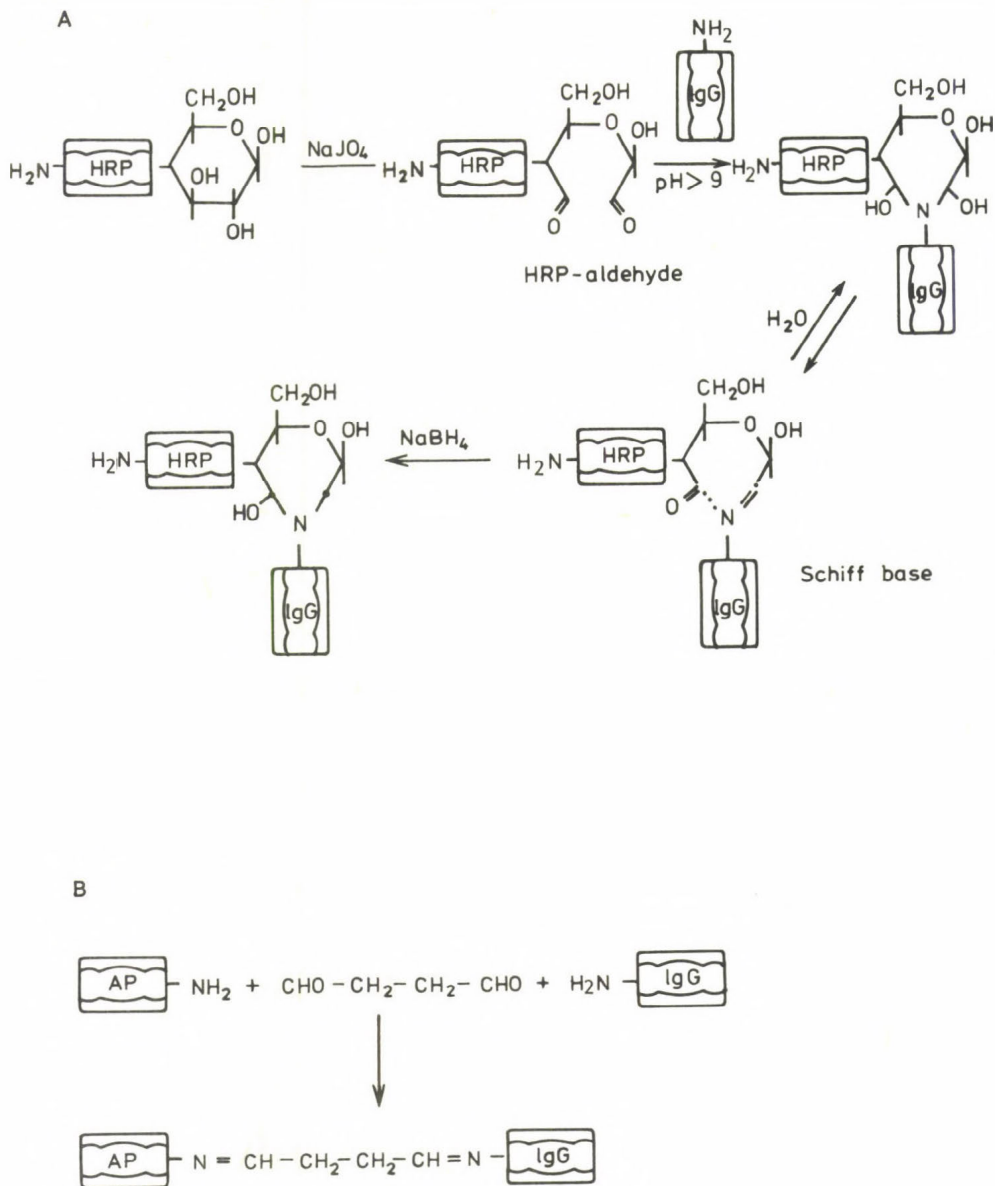 A
NH₂
IgG
CH₂OH
O OH
H₂N HRP
OH
OH
NaJO₄
CH₂OH
O OH
H₂N HRP
O O
HRP-aldehyde
pH> 9
CH₂OH
O OH
H₂N HRP
HO N OH
IgG
H₂O
CH₂OH
O OH
H₂N HRP
O N
IgG
Schiff base
NaBH₄
CH₂OH
O OH
H₂N HRP
HO N
IgG
B
AP - NH₂ + CHO - CH₂ - CH₂ - CHO + H₂N - IgG
AP - N = CH - CH₂ - CH₂ - CH = N - IgG